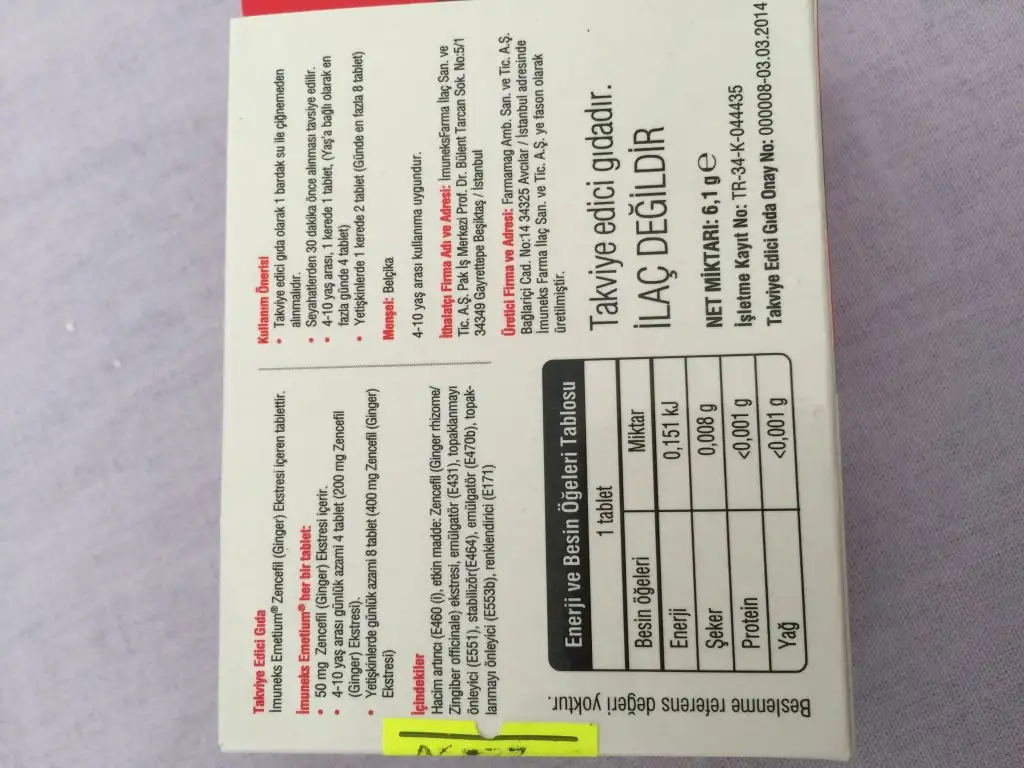 Takviye Edici Gıda
İmuneks Emetium® Zencefil (Ginger) Ekstresi içeren tablettir.
İmuneks Emetium® her bir tablet:
• 50 mg Zencefil (Ginger) Ekstresi içerir.
• 4-10 yaş arası günlük azami 4 tablet (200 mg Zencefil
(Ginger) Ekstresi).
• Yetişkinlerde günlük azami 8 tablet (400 mg Zencefil (Ginger)
Ekstresi)
İçindekiler
Hacim artırıcı (E460 (i), etkin madde: Zencefil (Ginger rhizome/
Zingiber officinale) ekstresi, emülgatör (E431), topaklanmayı
önleyici (E551), stabilizör(E464), emülgatör (E470b), topak-
lanmayı önleyici (E553b), renklendirici (E171)
Kullanım Önerisi
• Takviye edici gıda olarak 1 bardak su ile çiğnemeden
alınmalıdır.
• Seyahatlerden 30 dakika önce alınması tavsiye edilir.
• 4-10 yaş arası, 1 kerede 1 tablet, (Yaş'a bağlı olarak en
fazla günde 4 tablet)
• Yetişkinlerde 1 kerede 2 tablet (Günde en fazla 8 tablet)
Menşei: Belçika
4-10 yaş arası kullanıma uygundur.
İthalatçı Firma Adı ve Adresi: İmuneksFarma İlaç San. ve
Tic. A.Ş. Pak İş Merkezi Prof. Dr. Bülent Tarcan Sok. No:5/1
34349 Gayrettepe Beşiktaş / İstanbul
Üretici Firma ve Adresi: Farmamag Amb. San. ve Tic. A.Ş.
Bağlariçi Cad. No:14 34325 Avcılar / İstanbul adresinde
İmuneks Farma İlaç San. ve Tic. A.Ş. ye fason olarak
üretilmiştir.
Enerji ve Besin Öğeleri Tablosu
1 tablet
Besin Öğeleri Miktar
Enerji 0,151 kJ
Şeker 0,008 g
Protein <0,001 g
Yağ <0,001 g
Beslenme referens değeri yoktur.
Takviye edici gıdadır.
İLAÇ DEĞİLDİR
NET MİKTARI: 6,1 g e
İşletme Kayıt No: TR-34-K-044435
Takviye Edici Gıda Onay No: 000008-03.03.2014